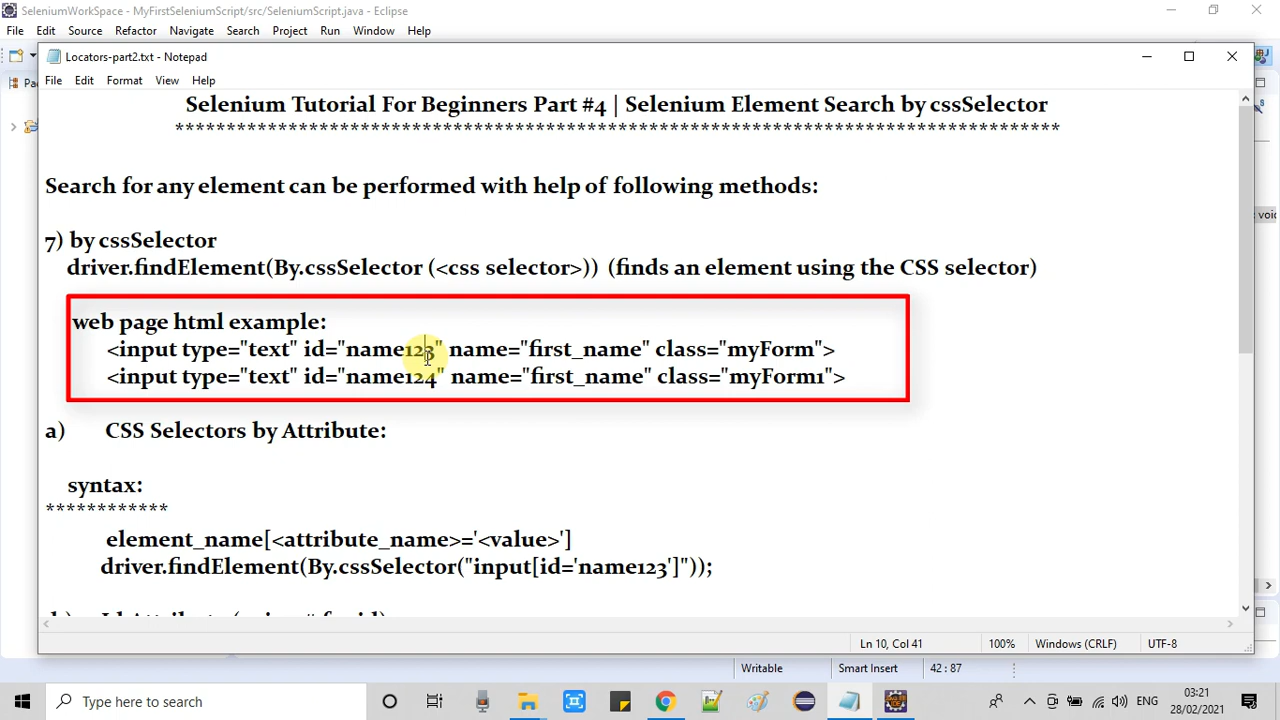 SeleniumWorkSpace - MyFirstSeleniumScript/src/SeleniumScript.java - Eclipse
File Edit Source Refactor Navigate Search Project Run Window Help
Locators-part2.txt - Notepad
File Edit Format View Help
Selenium Tutorial For Beginners Part #4 | Selenium Element Search by cssSelector
**************************************************************************************
Search for any element can be performed with help of following methods:
7) by cssSelector
driver.findElement(By.cssSelector (<css selector>)) (finds an element using the CSS selector)
web page html example:
<input type="text" id="name123" name="first_name" class="myForm">
<input type="text" id="name124" name="first_name" class="myForm1">
a) CSS Selectors by Attribute:
syntax:
************
element_name[<attribute_name>='<value>']
driver.findElement(By.cssSelector("input[id='name123']"));
Ln 10, Col 41 100% Windows (CRLF) UTF-8
Writable Smart Insert 42 : 87
Type here to search
ENG
03:21
28/02/2021